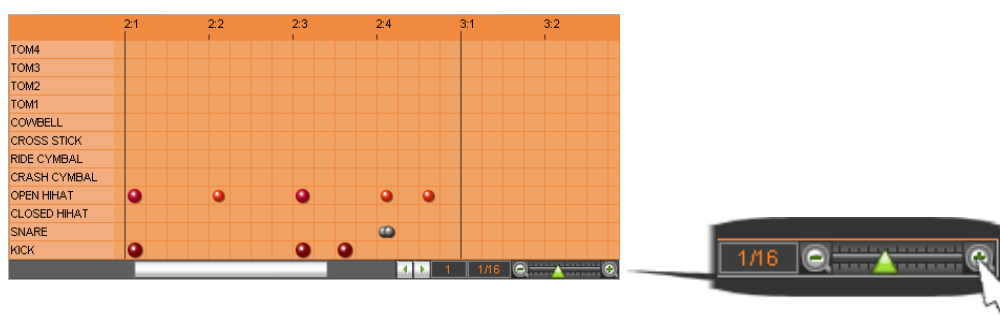 2:1 2:2 2:3 2:4 3:1 3:2
TOM4
TOM3
TOM2
TOM1
COWBELL
CROSS STICK
RIDE CYMBAL
CRASH CYMBAL
OPEN HIHAT
CLOSED HIHAT
SNARE
KICK
1 1/16
1/16